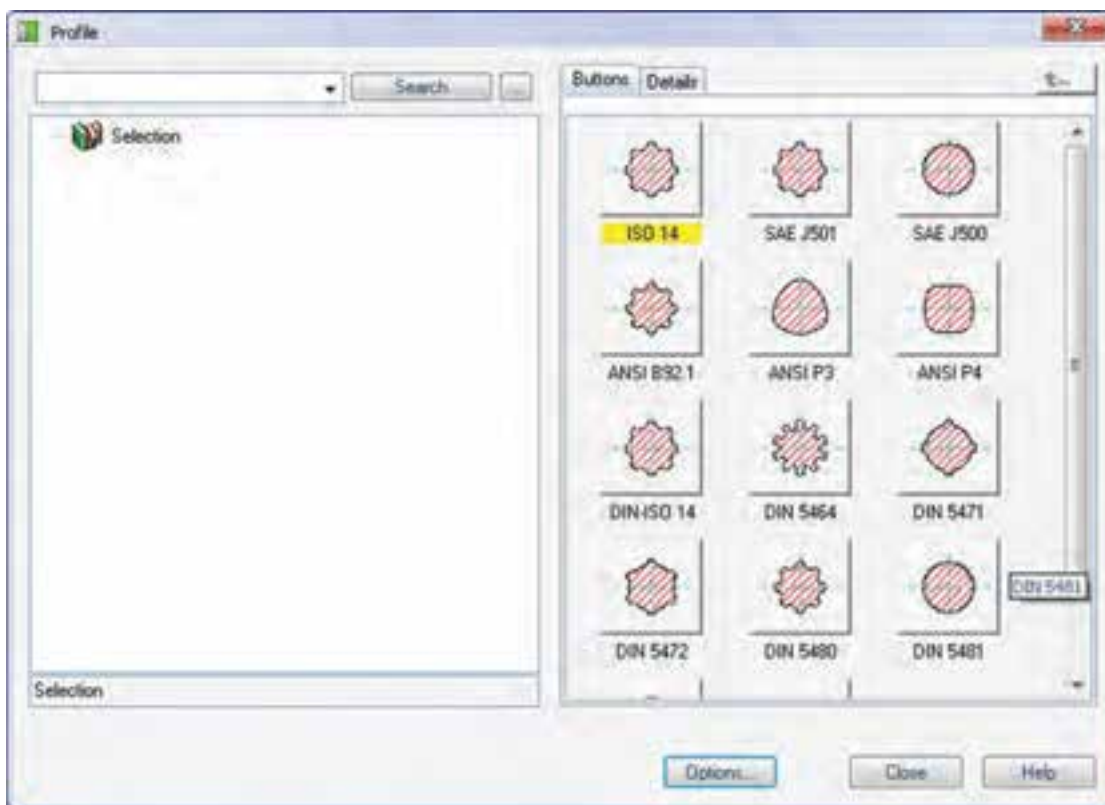 Profile
Search ...
Selection
Buttons Details
ISO 14 SAE J501 SAE J500
ANSI B92.1 ANSI P3 ANSI P4
DIN-ISO 14 DIN 5464 DIN 5471
DIN 5472 DIN 5480 DIN 5481
DIN 5481
Selection
Options... Close Help